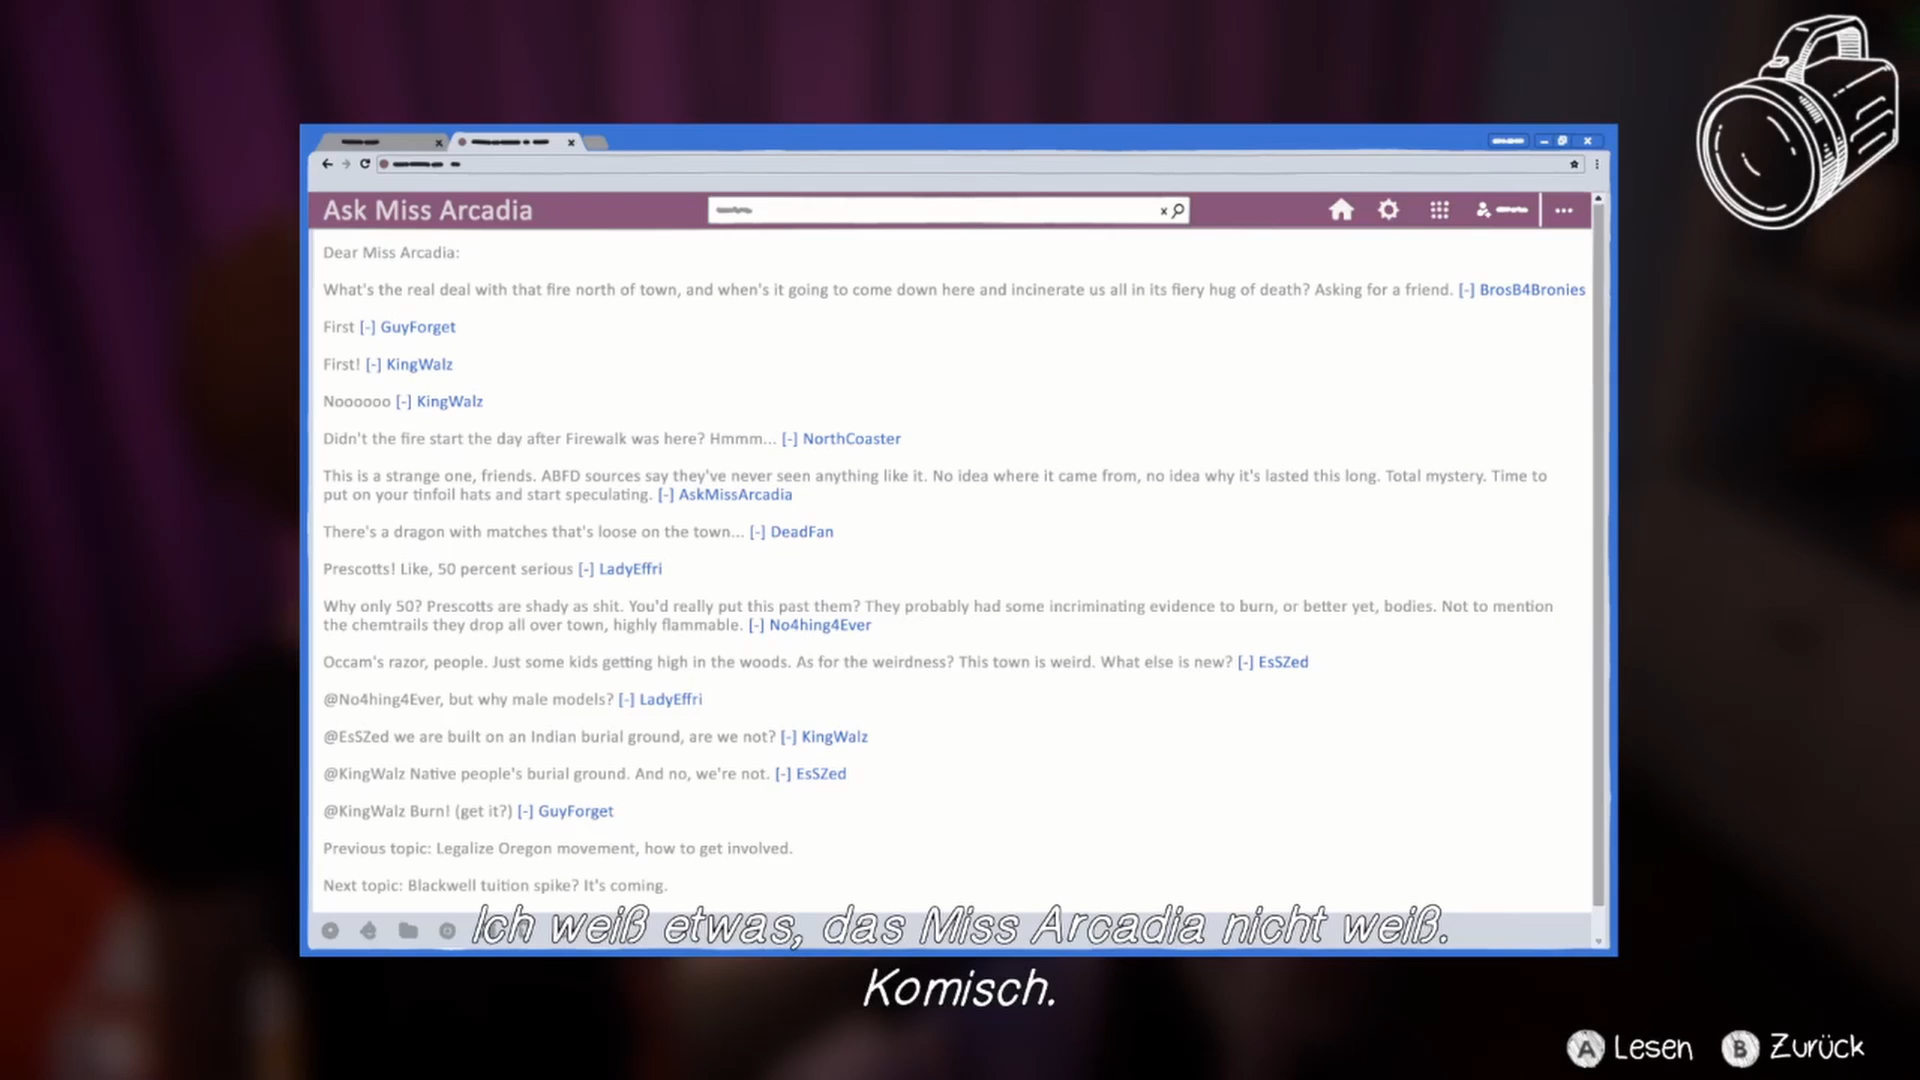 Ask Miss Arcadia
Dear Miss Arcadia:
What's the real deal with that fire north of town, and when's it going to come down here and incinerate us all in its fiery hug of death? Asking for a friend. [-] BrosB4Bronies
First [-] GuyForget
First! [-] KingWalz
Noooooo [-] KingWalz
Didn't the fire start the day after Firewalk was here? Hmmm... [-] NorthCoaster
This is a strange one, friends. ABFD sources say they've never seen anything like it. No idea where it came from, no idea why it's lasted this long. Total mystery. Time to
put on your tinfoil hats and start speculating. [-] AskMissArcadia
There's a dragon with matches that's loose on the town... [-] DeadFan
Prescotts! Like, 50 percent serious [-] LadyEffri
Why only 50? Prescotts are shady as shit. You'd really put this past them? They probably had some incriminating evidence to burn, or better yet, bodies. Not to mention
the chemtrails they drop all over town, highly flammable. [-] No4hing4Ever
Occam's razor, people. Just some kids getting high in the woods. As for the weirdness? This town is weird. What else is new? [-] EsSZed
@No4hing4Ever, but why male models? [-] LadyEffri
@EsSZed we are built on an Indian burial ground, are we not? [-] KingWalz
@KingWalz Native people's burial ground. And no, we're not. [-] EsSZed
@KingWalz Burn! (get it?) [-] GuyForget
Previous topic: Legalize Oregon movement, how to get involved.
Next topic: Blackwell tuition spike? It's coming.
Ich weiß etwas, das Miss Arcadia nicht weiß.
Komisch.
A Lesen B Zurück